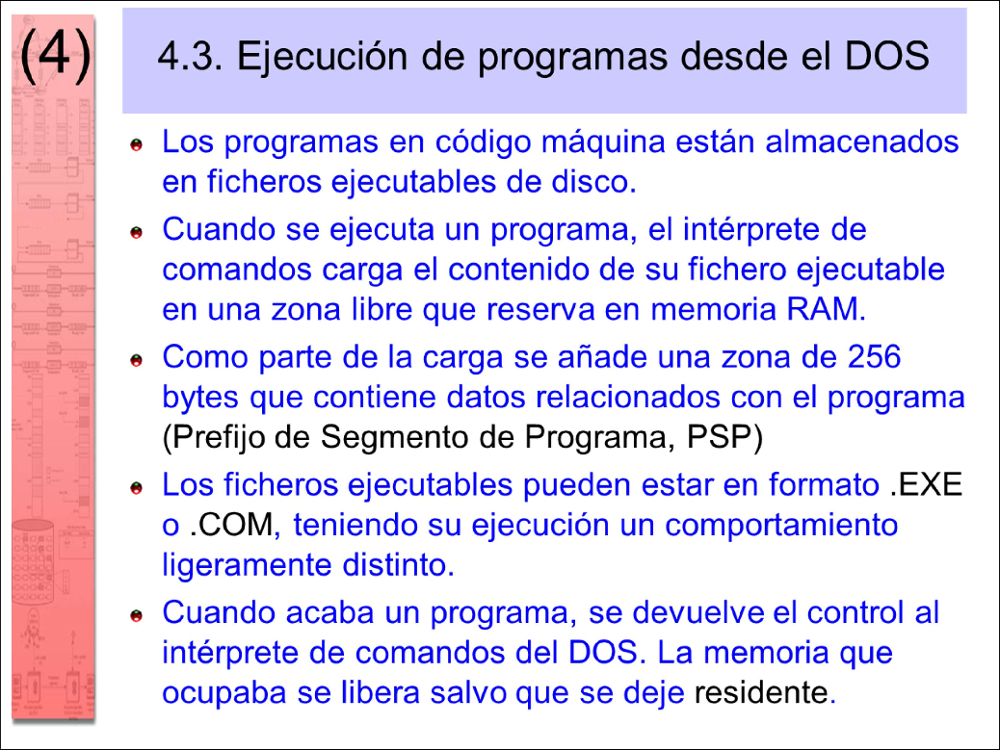 (4)
4.3. Ejecución de programas desde el DOS
Los programas en código máquina están almacenados
en ficheros ejecutables de disco.
Cuando se ejecuta un programa, el intérprete de
comandos carga el contenido de su fichero ejecutable
en una zona libre que reserva en memoria RAM.
Como parte de la carga se añade una zona de 256
bytes que contiene datos relacionados con el programa
(Prefijo de Segmento de Programa, PSP)
Los ficheros ejecutables pueden estar en formato .EXE
o .COM, teniendo su ejecución un comportamiento
ligeramente distinto.
Cuando acaba un programa, se devuelve el control al
intérprete de comandos del DOS. La memoria que
ocupaba se libera salvo que se deje residente.